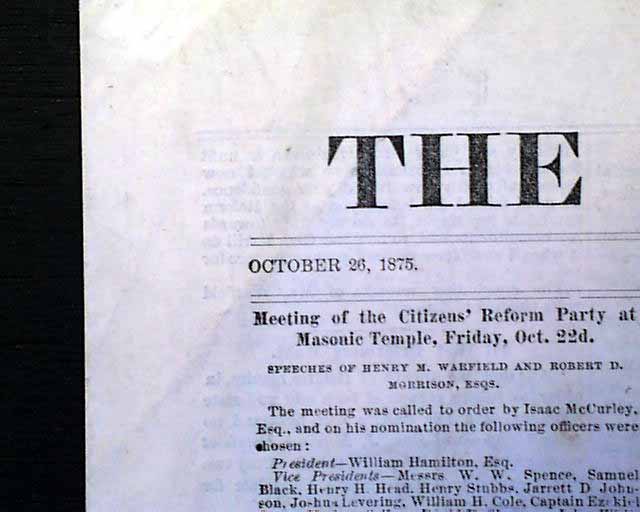 THE
OCTOBER 26, 1875.
Meeting of the Citizens' Reform Party at
Masonic Temple, Friday, Oct. 22d.
SPEECHES OF HENRY M. WARFIELD AND ROBERT D.
MORRISON, ESQS.
The meeting was called to order by Isaac McCurley,
Esq., and on his nomination the following officers were
chosen:
President—William Hamilton, Esq.
Vice Presidents—Messrs W. W. Spence, Samuel
Black, Henry H. Head, Henry Stubbs, Jarrett D John-
son, Joshua Levering, William H. Cole, Captain Ezekiel